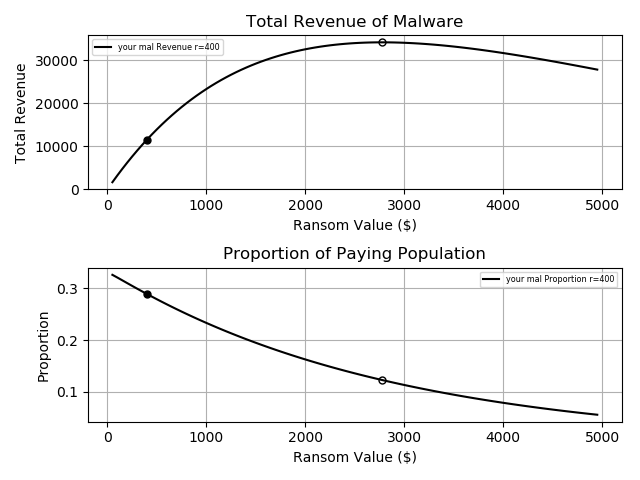 Total Revenue of Malware
your mal Revenue r=400
30000
20000
10000
0
Total Revenue
0 1000 2000 3000 4000 5000
Ransom Value ($)
Proportion of Paying Population
your mal Proportion r=400
0.3
0.2
0.1
Proportion
0 1000 2000 3000 4000 5000
Ransom Value ($)